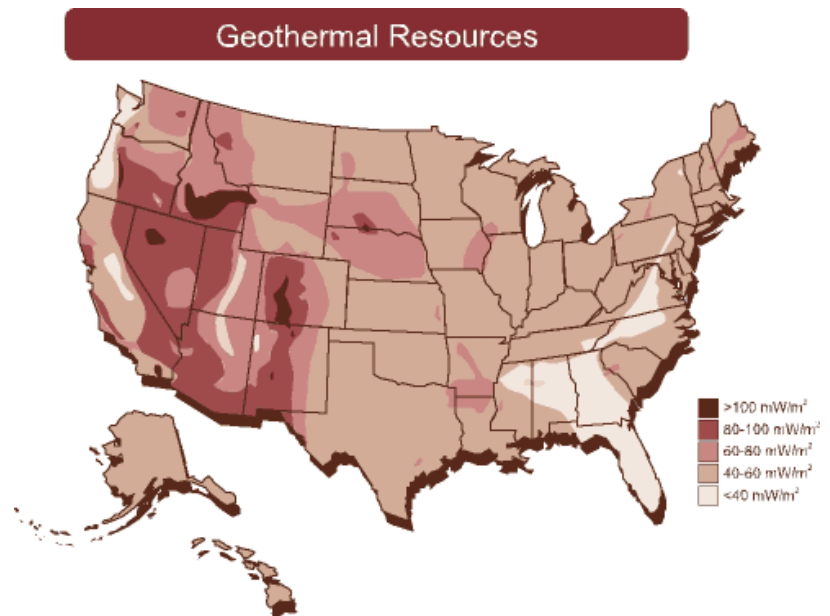 Geothermal Resources
>100 mW/m²
80-100 mW/m²
60-80 mW/m²
40-60 mW/m²
<40 mW/m²